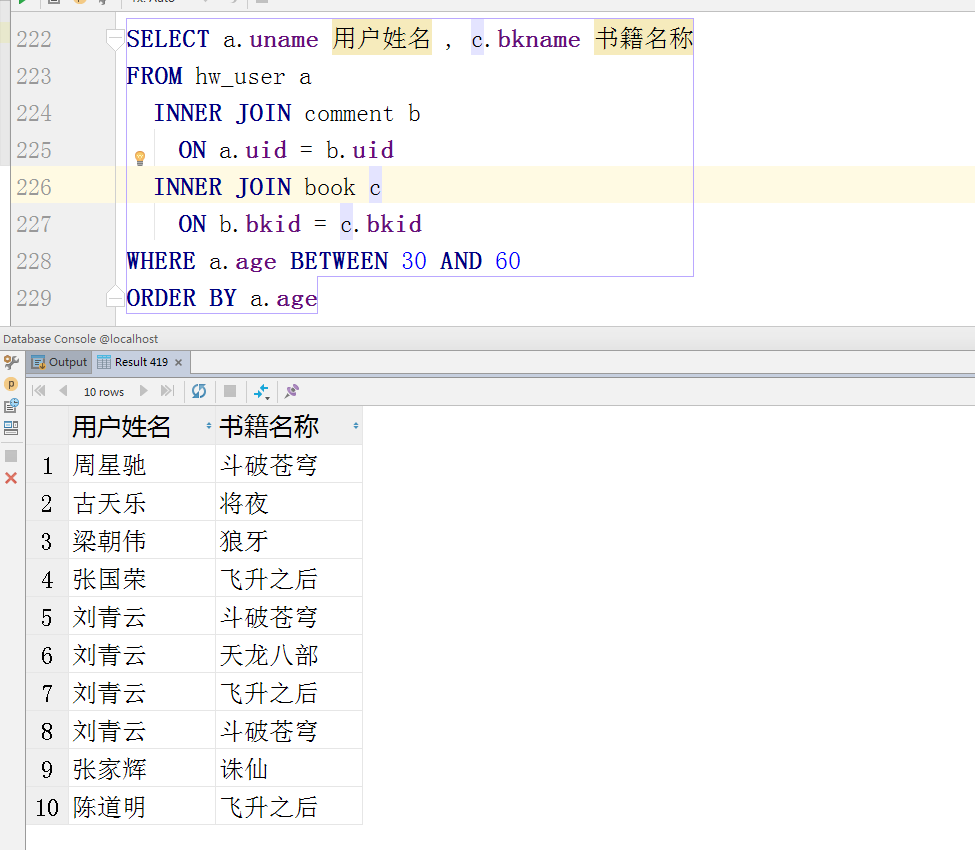 222 SELECT a.uname 用户姓名 , c.bkname 书籍名称
223 FROM hw_user a
224 INNER JOIN comment b
225 ON a.uid = b.uid
226 INNER JOIN book c
227 ON b.bkid = c.bkid
228 WHERE a.age BETWEEN 30 AND 60
229 ORDER BY a.age
Database Console @localhost
Output Result 419
10 rows
用户姓名 书籍名称
1 周星驰 斗破苍穹
2 古天乐 将夜
3 梁朝伟 狼牙
4 张国荣 飞升之后
5 刘青云 斗破苍穹
6 刘青云 天龙八部
7 刘青云 飞升之后
8 刘青云 斗破苍穹
9 张家辉 诛仙
10 陈道明 飞升之后